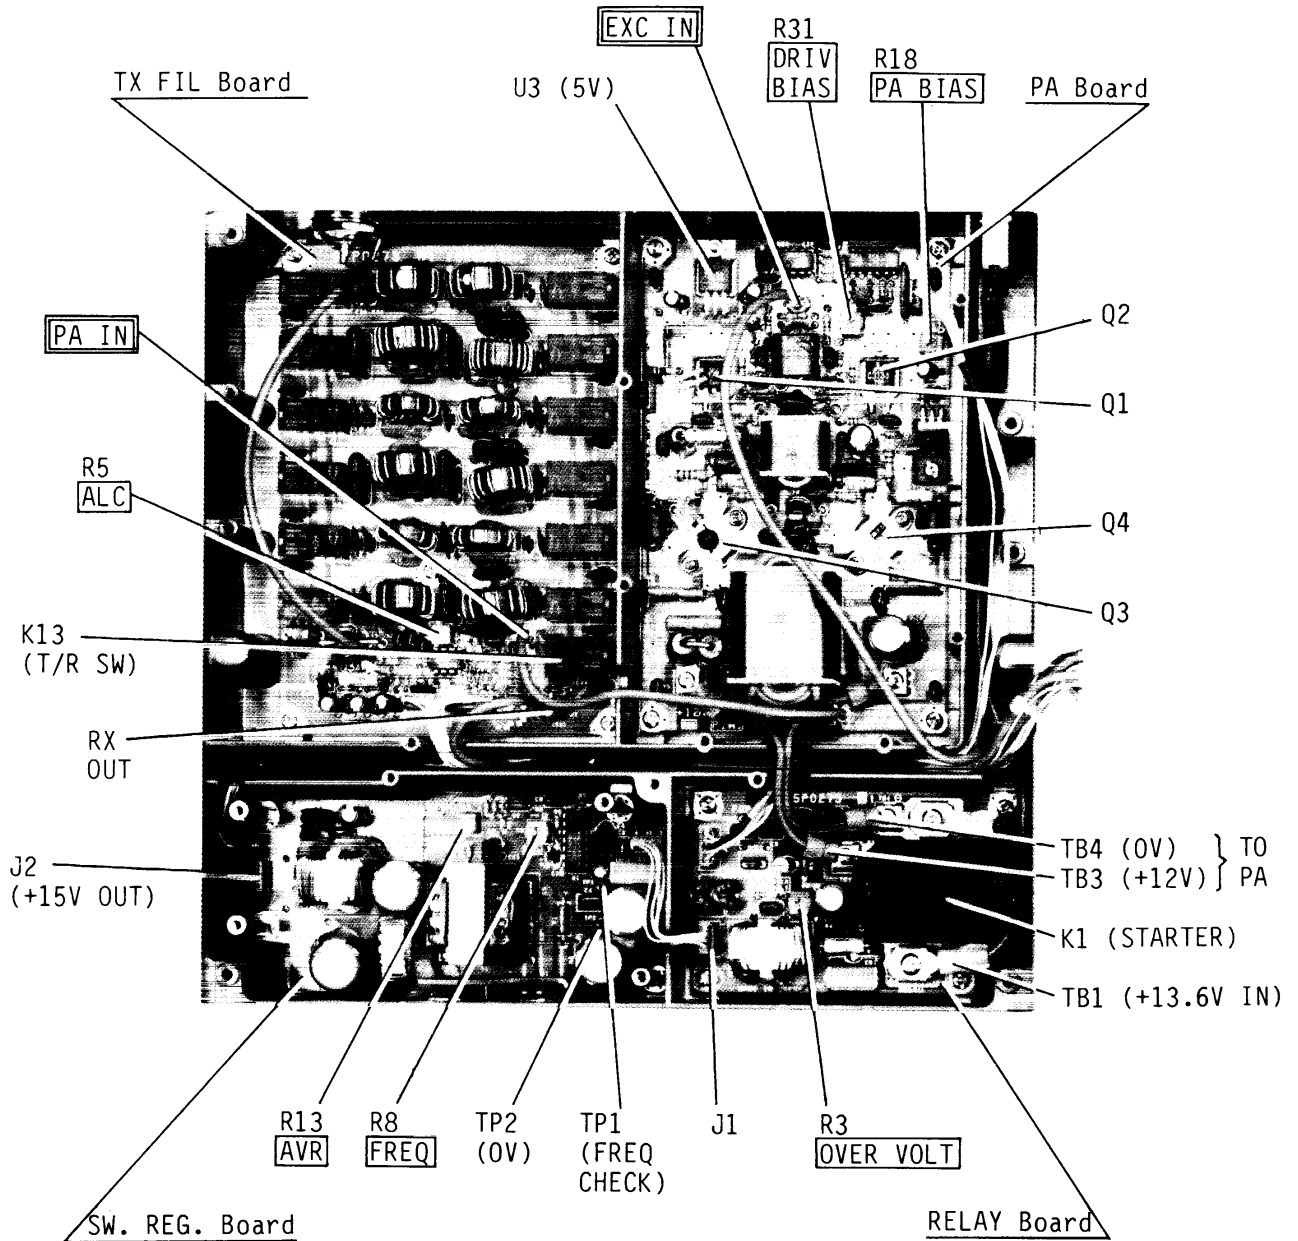 EXC IN
R31
DRIV
BIAS
R18
PA BIAS
TX FIL Board
U3 (5V)
PA Board
PA IN
Q2
Q1
R5
ALC
Q4
Q3
K13
(T/R SW)
RX
OUT
J2
(+15V OUT)
TB4 (0V)
TB3 (+12V)
} TO
PA
K1 (STARTER)
TB1 (+13.6V IN)
R13
AVR
R8
FREQ
TP2
(0V)
TP1
(FREQ
CHECK)
J1
R3
OVER VOLT
SW. REG. Board
RELAY Board